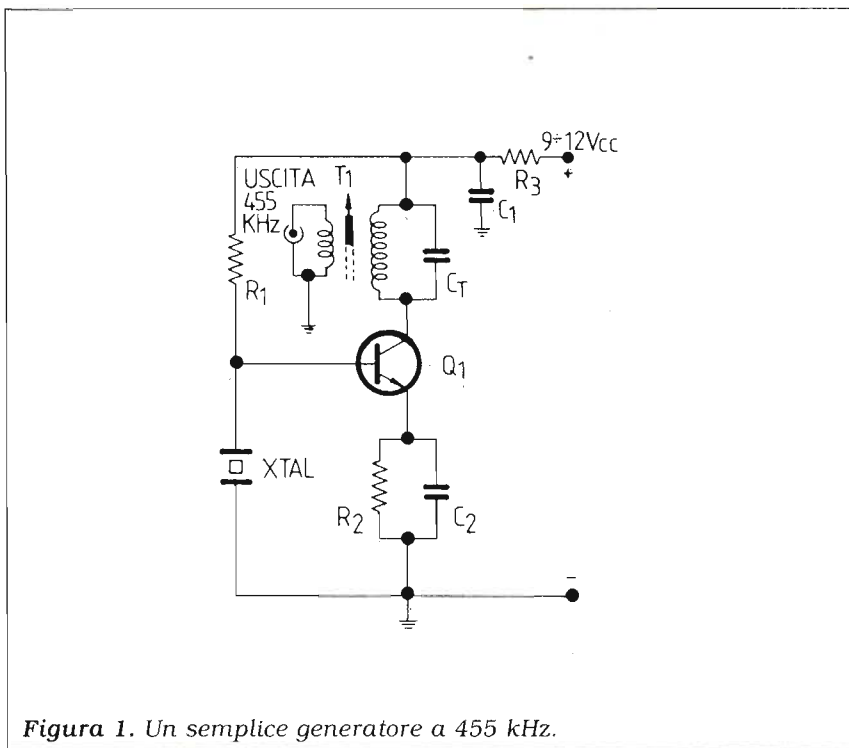 9÷12Vcc
+
R3
USCITA T1
455
KHz
C1
R1
CT
Q1
XTAL
R2
C2
-
Figura 1. Un semplice generatore a 455 kHz.